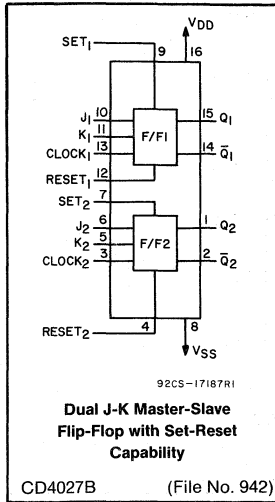 VDD
SET1
9 16
J1 10 15 Q1
K1 11
CLOCK1 13 F/F1 14 Q̅1
RESET1 12
SET2 7
J2 6 1 Q2
K2 5 F/F2
CLOCK2 3 2 Q̅2
RESET2 4 8
VSS
92CS-17187R1
Dual J-K Master-Slave
Flip-Flop with Set-Reset
Capability
CD4027B (File No. 942)